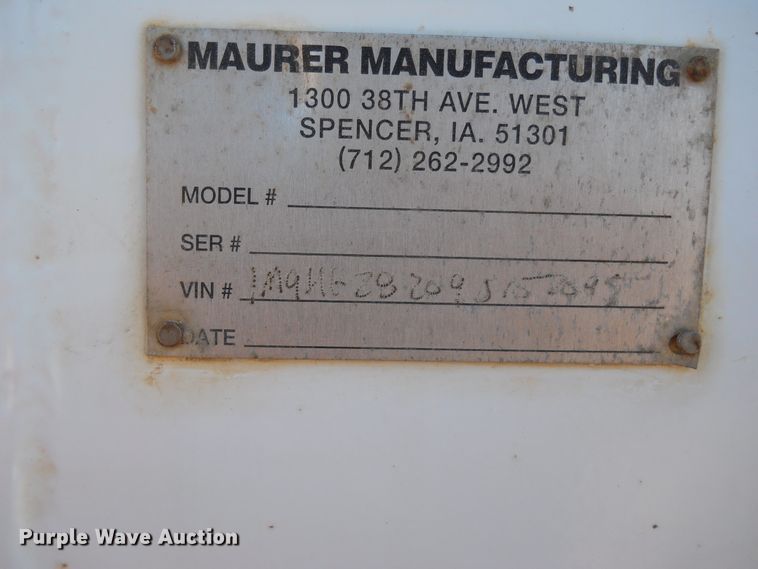 MAURER MANUFACTURING
1300 38TH AVE. WEST
SPENCER, IA. 51301
(712) 262-2992
MODEL #
SER #
VIN #
DATE
Purple Wave Auction